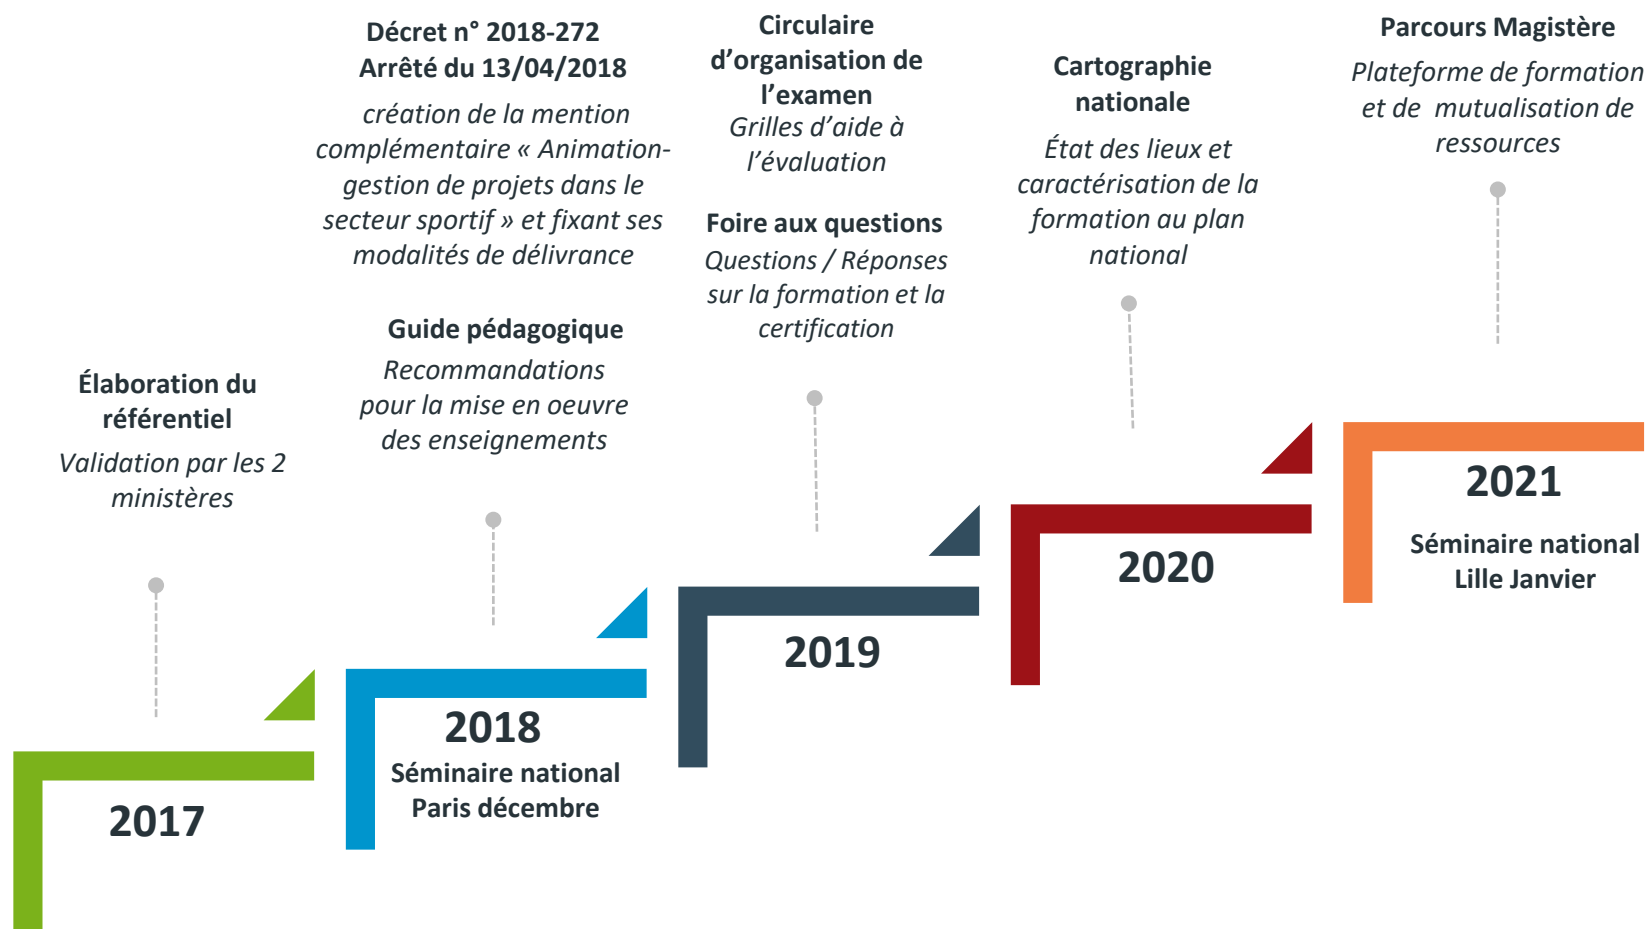 Élaboration du
référentiel
Validation par les 2
ministères
2017
Décret n° 2018-272
Arrêté du 13/04/2018
création de la mention
complémentaire « Animation-
gestion de projets dans le
secteur sportif » et fixant ses
modalités de délivrance
Guide pédagogique
Recommandations
pour la mise en oeuvre
des enseignements
2018
Séminaire national
Paris décembre
Circulaire
d’organisation de
l’examen
Grilles d’aide à
l’évaluation
Foire aux questions
Questions / Réponses
sur la formation et la
certification
2019
Cartographie
nationale
État des lieux et
caractérisation de la
formation au plan
national
2020
Parcours Magistère
Plateforme de formation
et de mutualisation de
ressources
2021
Séminaire national
Lille Janvier